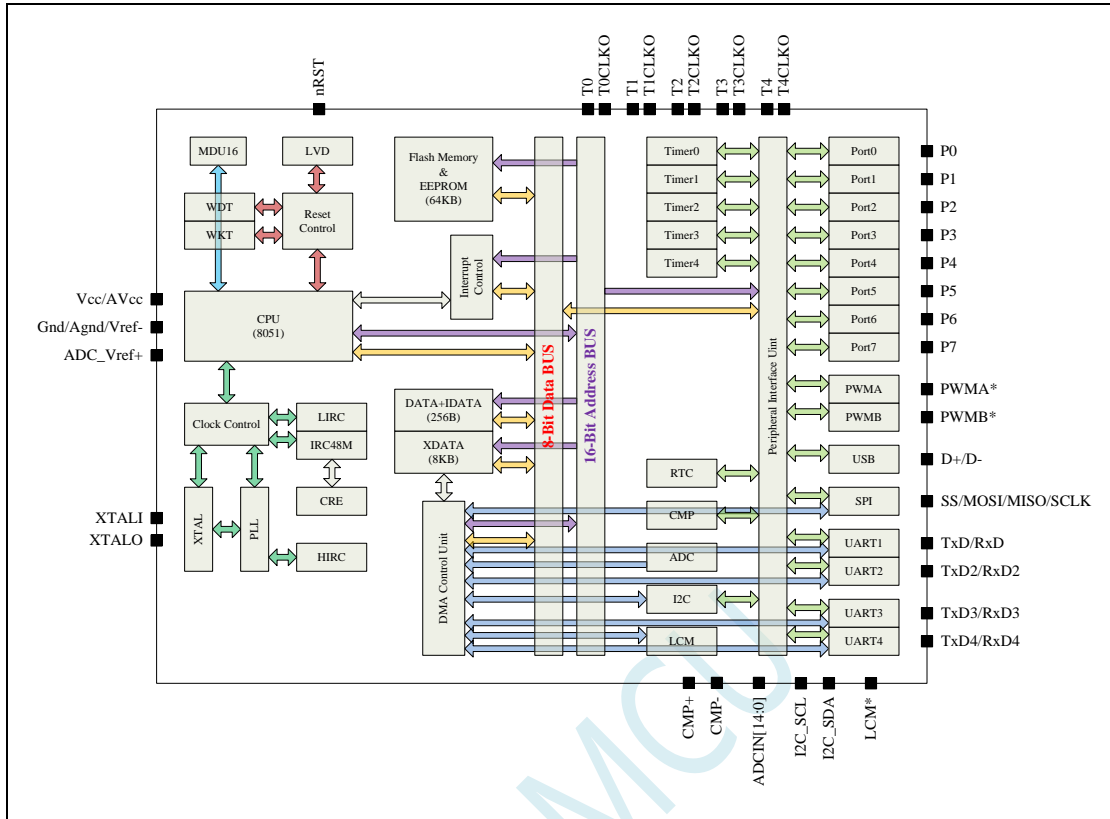 nRST
T0
T0CLKO
T1
T1CLKO
T2
T2CLKO
T3
T3CLKO
T4
T4CLKO
MDU16
LVD
WDT
WKT
Reset
Control
Flash Memory
&
EEPROM
(64KB)
Interrupt
Control
CPU
(8051)
Vcc/AVcc
Gnd/Agnd/Vref-
ADC_Vref+
Clock Control
LIRC
IRC48M
CRE
XTAL
PLL
HIRC
XTALI
XTALO
DATA+IDATA
(256B)
XDATA
(8KB)
DMA Control Unit
8-Bit Data BUS
16-Bit Address BUS
Timer0
Timer1
Timer2
Timer3
Timer4
RTC
CMP
ADC
I2C
LCM
Peripheral Interface Uint
Port0
Port1
Port2
Port3
Port4
Port5
Port6
Port7
PWMA
PWMB
USB
SPI
UART1
UART2
UART3
UART4
P0
P1
P2
P3
P4
P5
P6
P7
PWMA*
PWMB*
D+/D-
SS/MOSI/MISO/SCLK
TxD/RxD
TxD2/RxD2
TxD3/RxD3
TxD4/RxD4
CMP+
CMP-
ADCIN[14:0]
I2C_SCL
I2C_SDA
LCM*
MCU